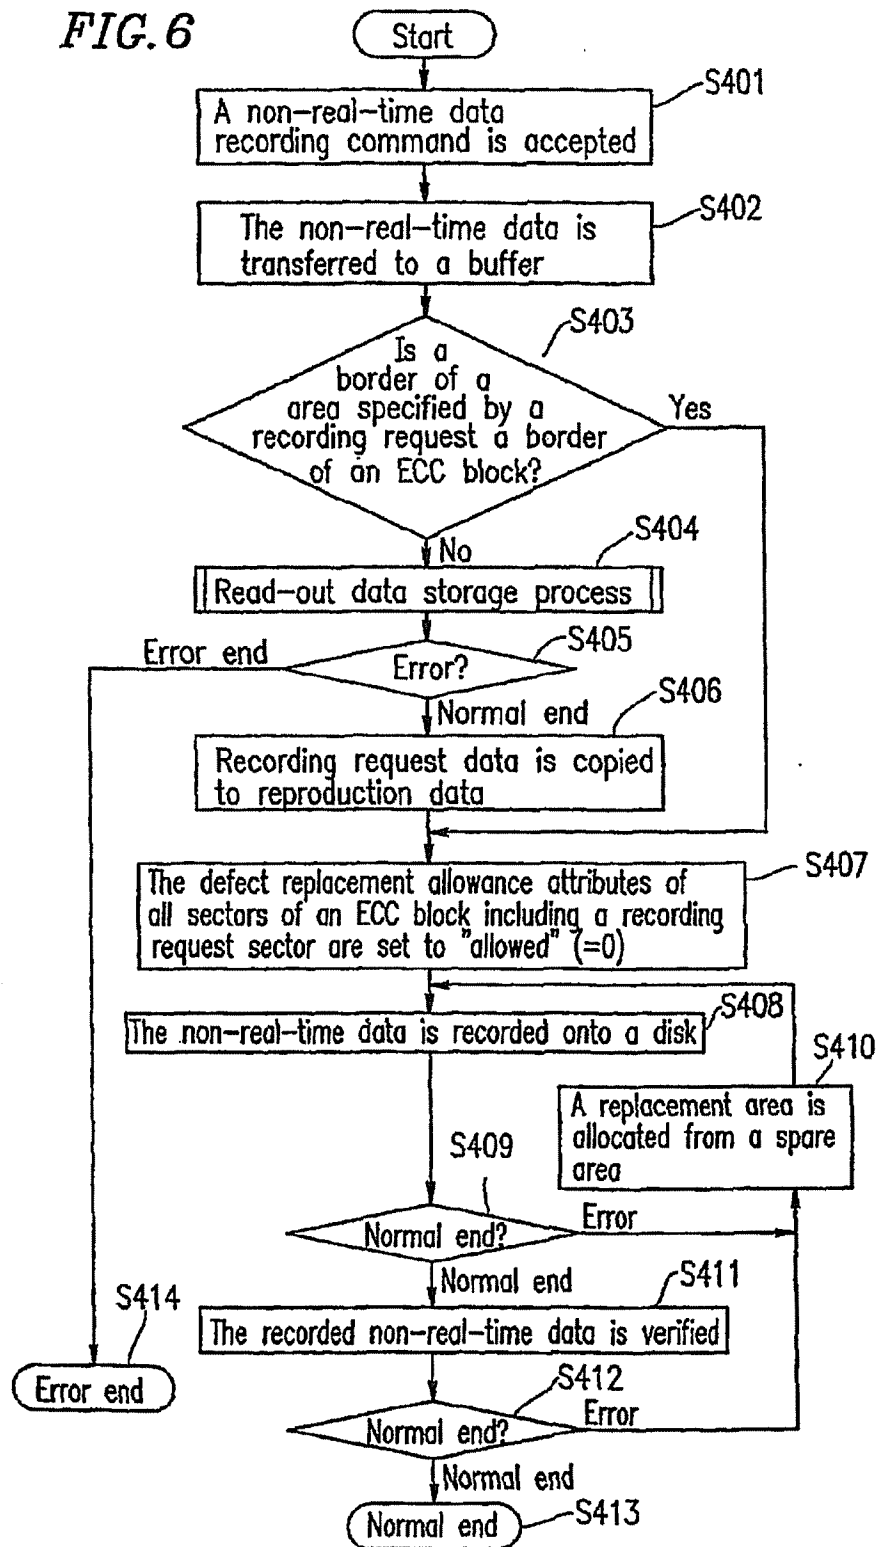 FIG. 6
Start
S401
A non-real-time data
recording command is accepted
S402
The non-real-time data is
transferred to a buffer
S403
Is a
border of a
area specified by a
recording request a border
of an ECC block?
Yes
No
S404
Read-out data storage process
S405
Error end
Error?
Normal end
S406
Recording request data is copied
to reproduction data
S407
The defect replacement allowance attributes of
all sectors of an ECC block including a recording
request sector are set to "allowed" (=0)
S408
The non-real-time data is recorded onto a disk
S410
A replacement area is
allocated from a spare
area
S409
Normal end?
Error
Normal end
S411
The recorded non-real-time data is verified
S414
Error end
S412
Normal end?
Error
Normal end
S413
Normal end